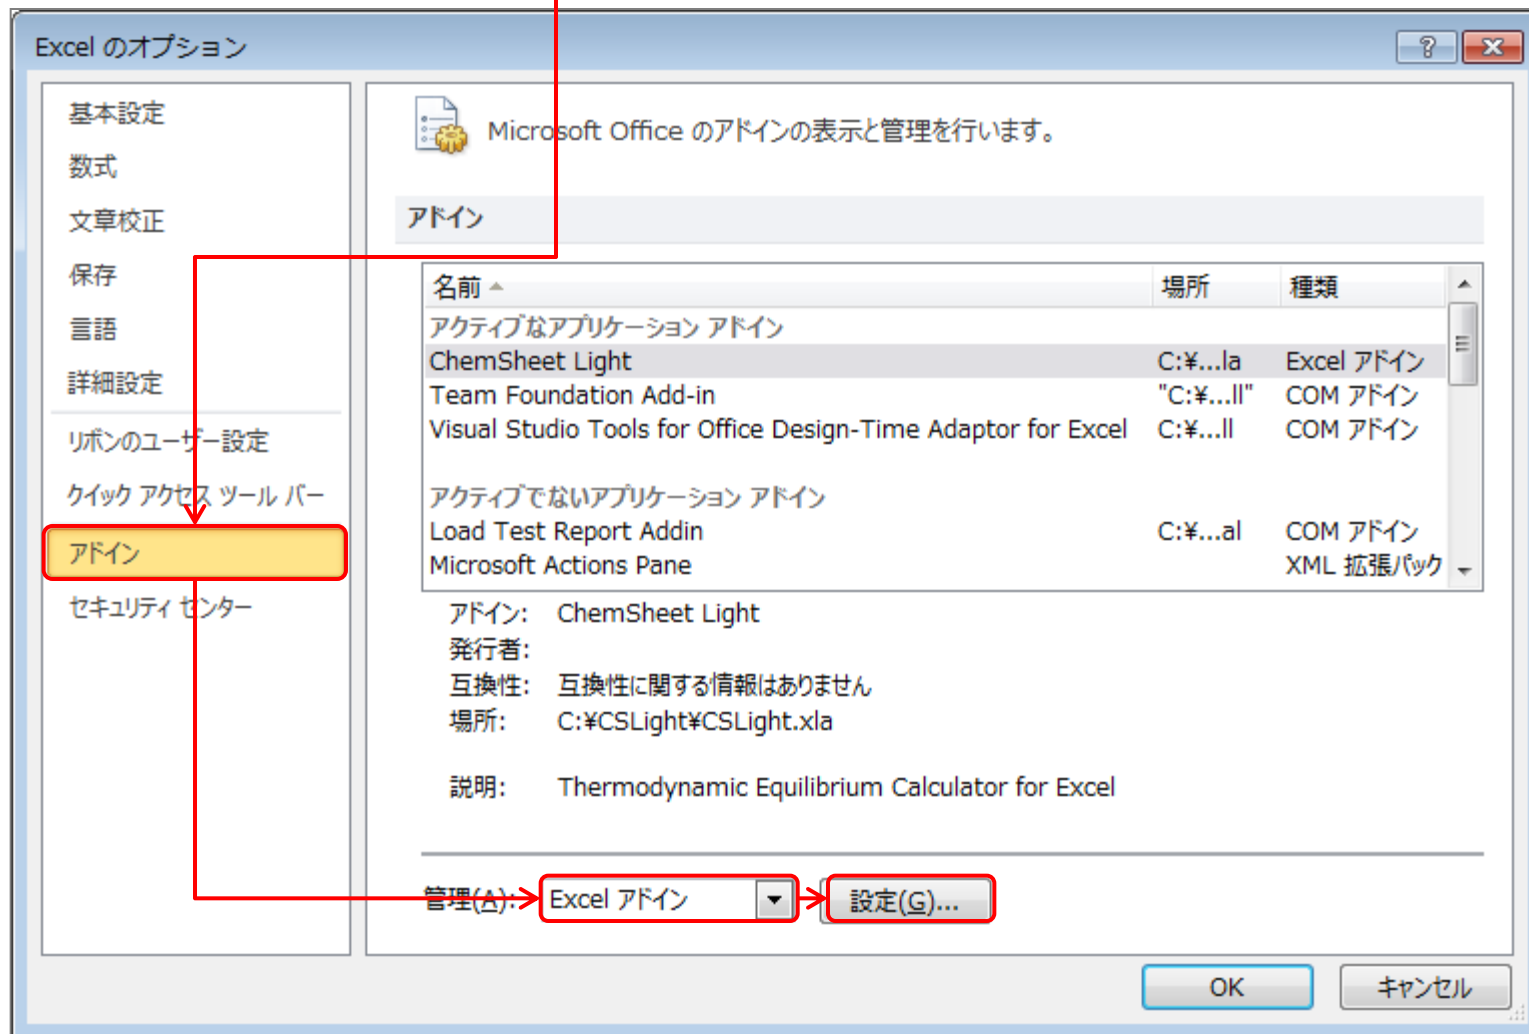 Excel のオプション
基本設定
数式
文章校正
保存
言語
詳細設定
リボンのユーザー設定
クイック アクセス ツール バー
アドイン
セキュリティ センター
Microsoft Office のアドインの表示と管理を行います。
アドイン
名前 場所 種類
アクティブなアプリケーション アドイン
ChemSheet Light C:¥...la Excel アドイン
Team Foundation Add-in "C:¥...ll" COM アドイン
Visual Studio Tools for Office Design-Time Adaptor for Excel C:¥...ll COM アドイン
アクティブでないアプリケーション アドイン
Load Test Report Addin C:¥...al COM アドイン
Microsoft Actions Pane XML 拡張パック
アドイン: ChemSheet Light
発行者:
互換性: 互換性に関する情報はありません
場所: C:¥CSLight¥CSLight.xla
説明: Thermodynamic Equilibrium Calculator for Excel
管理(A): Excel アドイン 設定(G)...
OK キャンセル